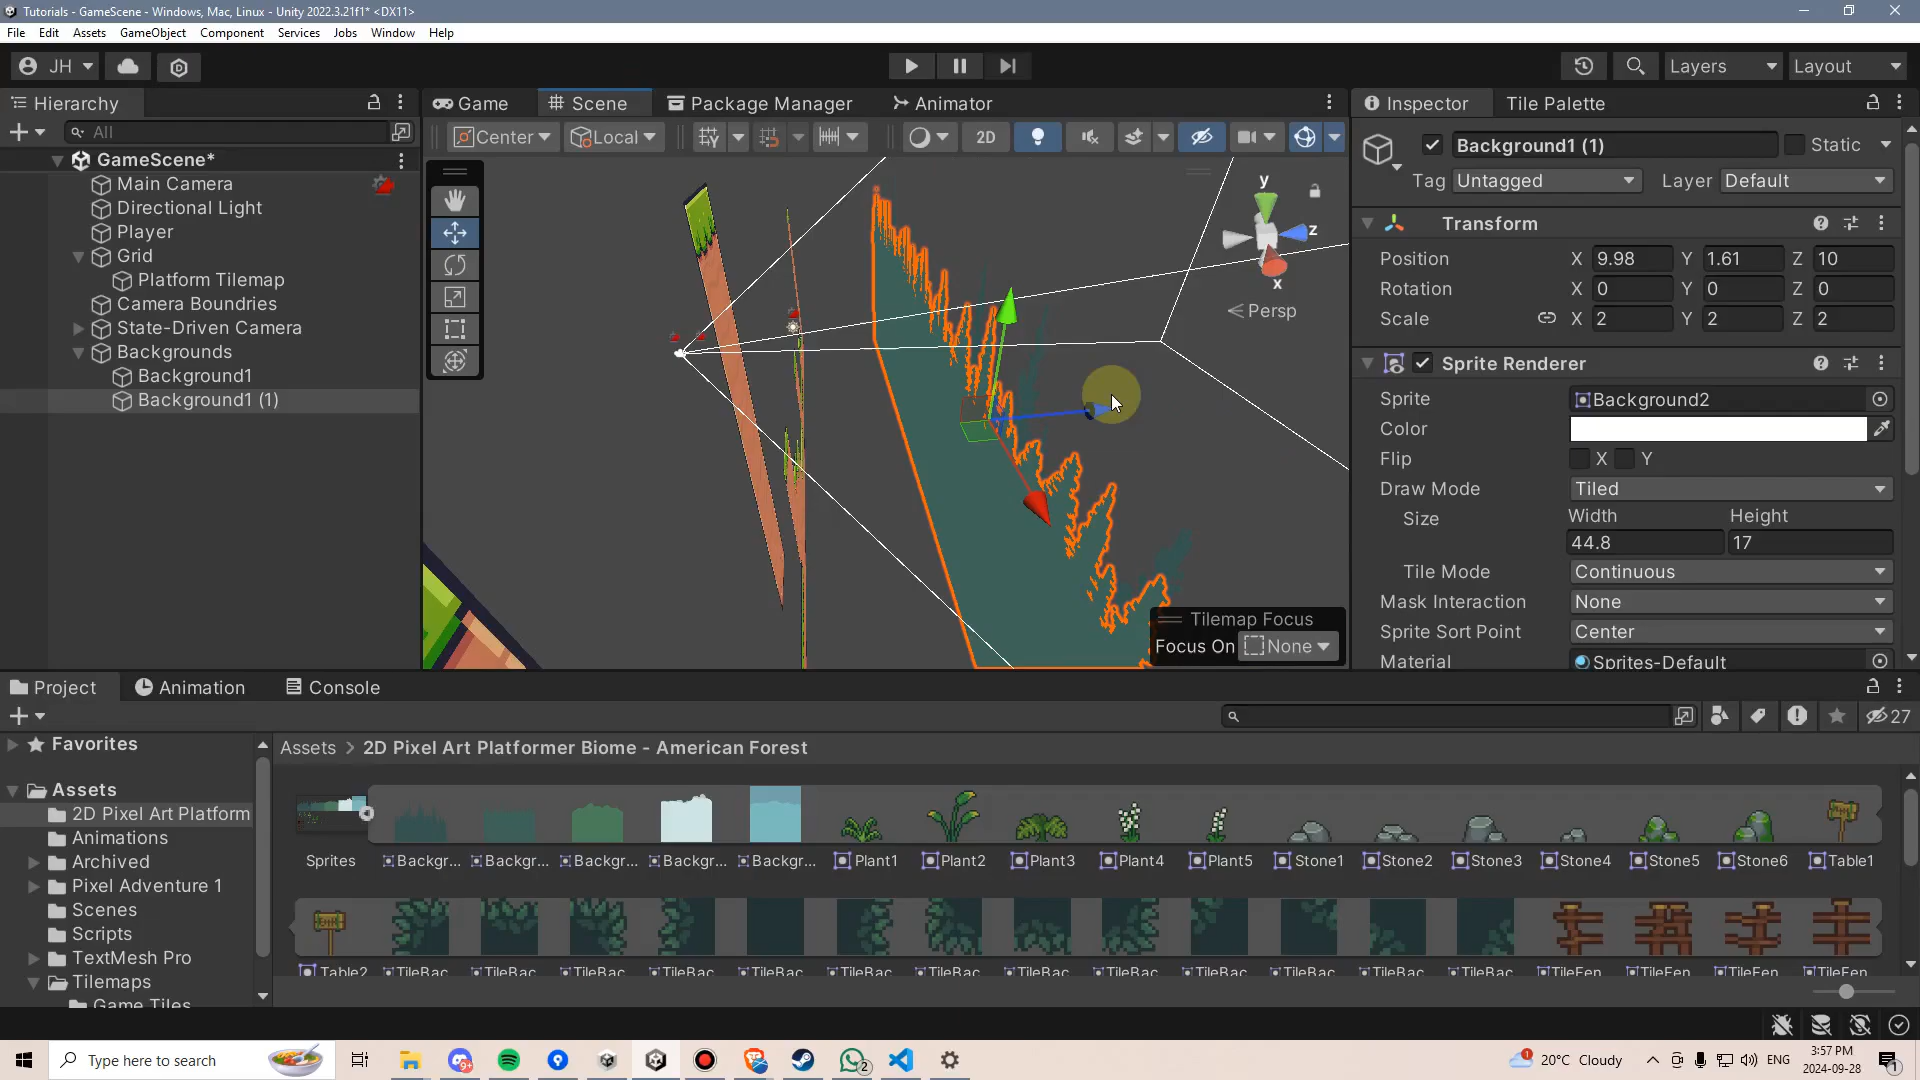 Tutorials - GameScene - Windows, Mac, Linux - Unity 2022.3.21f1* <DX11>
File Edit Assets GameObject Component Services Jobs Window Help
JH Layers Layout
Hierarchy Game Scene Package Manager Animator Inspector Tile Palette
All Center Local 2D Background1 (1) Static
GameScene*
Main Camera
Directional Light
Player
Grid
Platform Tilemap
Camera Boundries
State-Driven Camera
Backgrounds
Background1
Background1 (1)
y
z
x
Persp
Tilemap Focus
Focus On None
Tag Untagged Layer Default
Transform
Position X 9.98 Y 1.61 Z 10
Rotation X 0 Y 0 Z 0
Scale X 2 Y 2 Z 2
Sprite Renderer
Sprite Background2
Color
Flip X Y
Draw Mode Tiled
Size Width Height
44.8 17
Tile Mode Continuous
Mask Interaction None
Sprite Sort Point Center
Material Sprites-Default
Project Animation Console
27
Favorites
Assets > 2D Pixel Art Platformer Biome - American Forest
Assets
2D Pixel Art Platform
Animations
Archived
Pixel Adventure 1
Scenes
Scripts
TextMesh Pro
Tilemaps
Game Tiles
Sprites Backgr... Backgr... Backgr... Backgr... Backgr... Plant1 Plant2 Plant3 Plant4 Plant5 Stone1 Stone2 Stone3 Stone4 Stone5 Stone6 Table1
Table2 TileBac TileBac TileBac TileBac TileBac TileBac TileBac TileBac TileBac TileBac TileBac TileBac TileBac TileFen TileFen TileFen TileFen
Type here to search 9+ 2 1 20°C Cloudy ENG 3:57 PM
2024-09-28 1